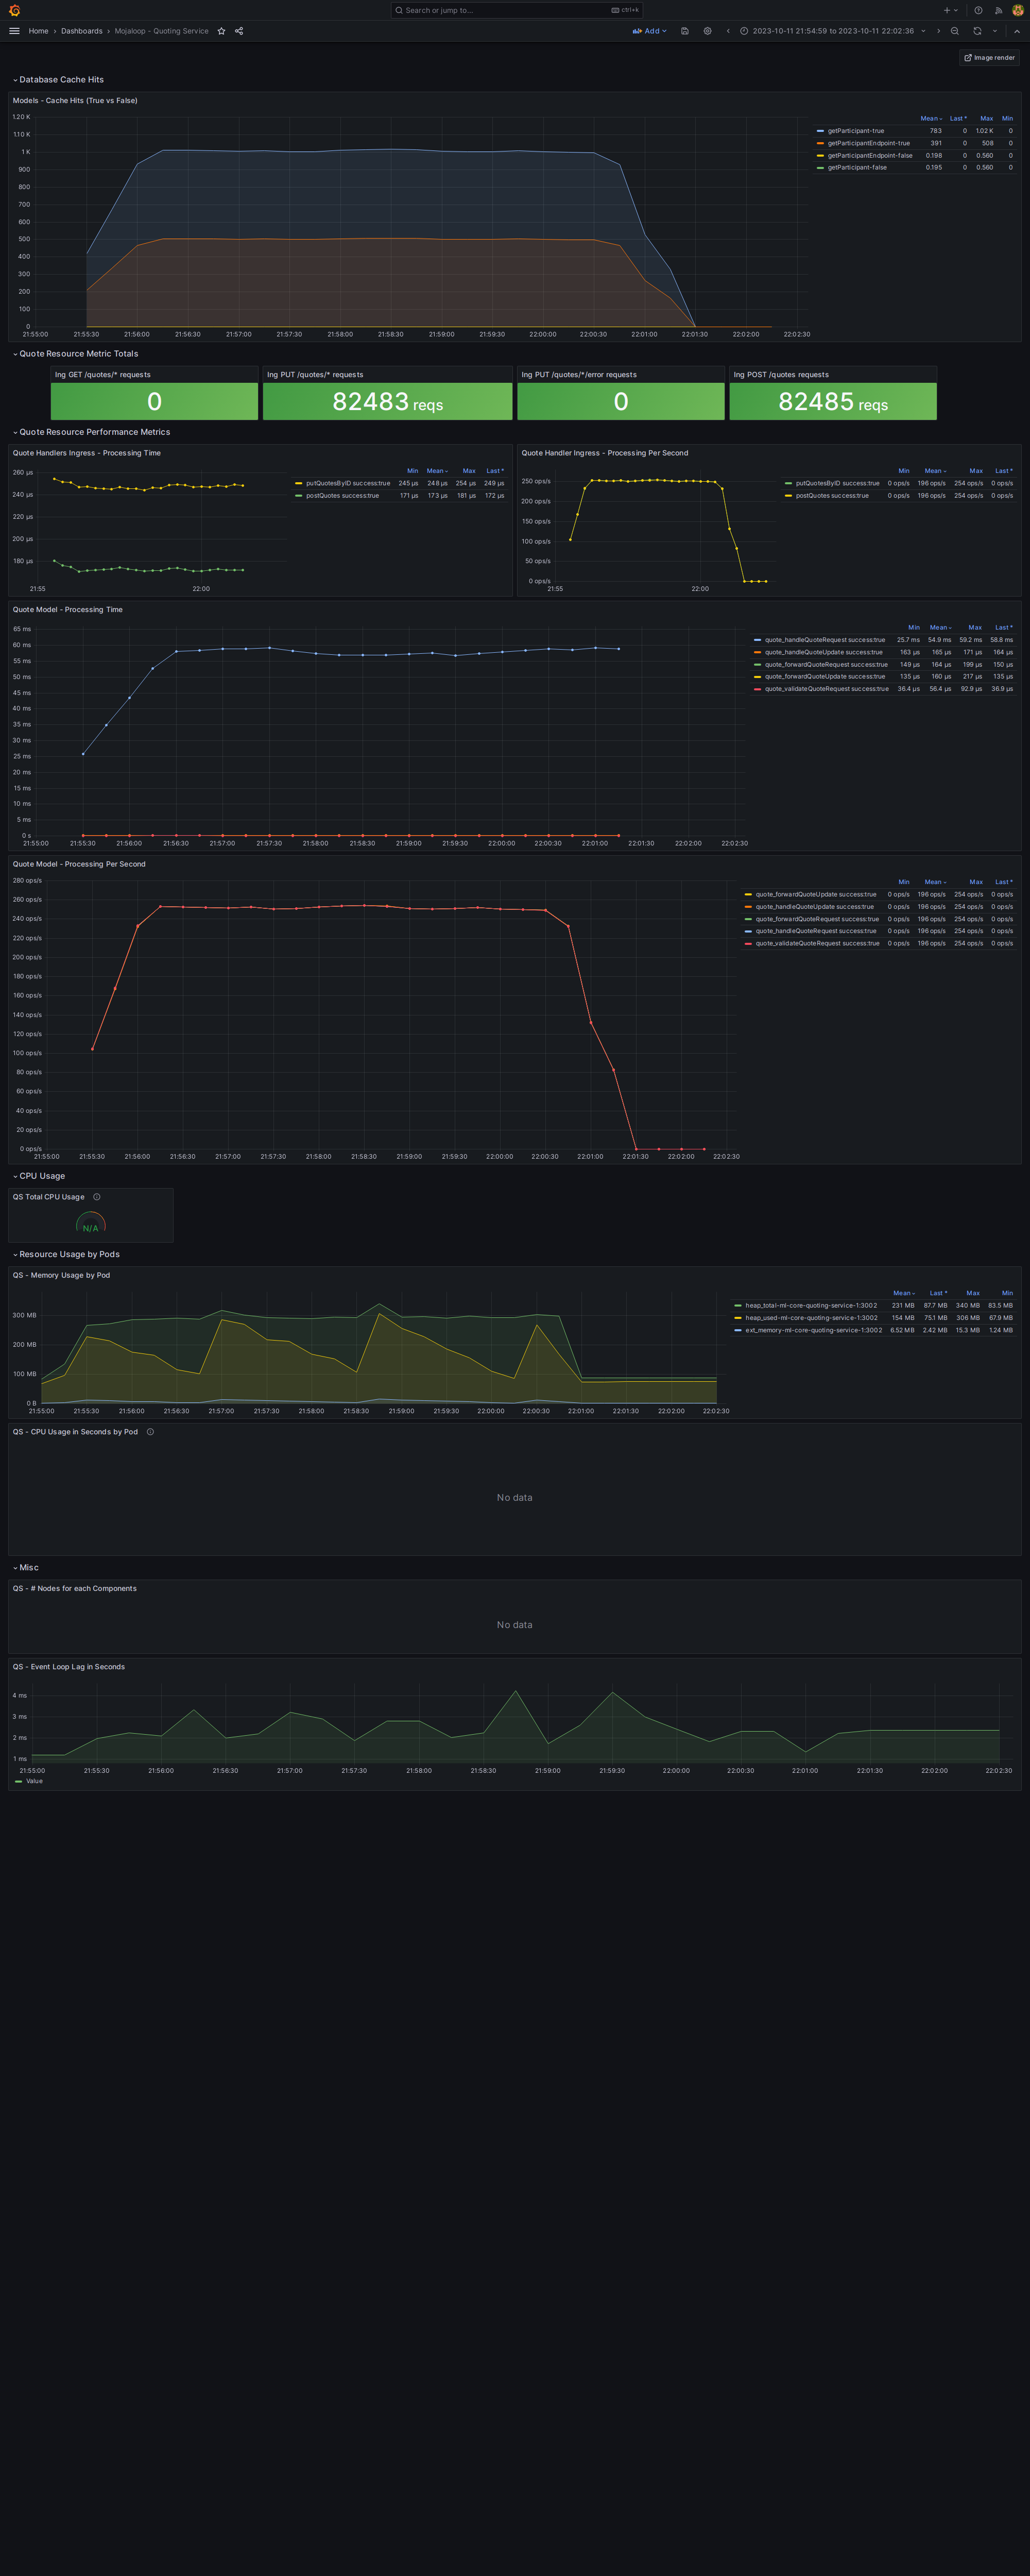 Search or jump to...
ctrl+k
Home › Dashboards › Mojaloop - Quoting Service
Add
2023-10-11 21:54:59 to 2023-10-11 22:02:36
Image render
Database Cache Hits
Models - Cache Hits (True vs False)
1.20 K
1.10 K
1 K
900
800
700
600
500
400
300
200
100
0
21:55:00 21:55:30 21:56:00 21:56:30 21:57:00 21:57:30 21:58:00 21:58:30 21:59:00 21:59:30 22:00:00 22:00:30 22:01:00 22:01:30 22:02:00 22:02:30
Mean Last * Max Min
getParticipant-true 783 0 1.02 K 0
getParticipantEndpoint-true 391 0 508 0
getParticipantEndpoint-false 0.198 0 0.560 0
getParticipant-false 0.195 0 0.560 0
Quote Resource Metric Totals
Ing GET /quotes/* requests
0
Ing PUT /quotes/* requests
82483 reqs
Ing PUT /quotes/*/error requests
0
Ing POST /quotes requests
82485 reqs
Quote Resource Performance Metrics
Quote Handlers Ingress - Processing Time
260 µs
240 µs
220 µs
200 µs
180 µs
21:55 22:00
Min Mean Max Last *
putQuotesByID success:true 245 µs 248 µs 254 µs 249 µs
postQuotes success:true 171 µs 173 µs 181 µs 172 µs
Quote Handler Ingress - Processing Per Second
250 ops/s
200 ops/s
150 ops/s
100 ops/s
50 ops/s
0 ops/s
21:55 22:00
Min Mean Max Last *
putQuotesByID success:true 0 ops/s 196 ops/s 254 ops/s 0 ops/s
postQuotes success:true 0 ops/s 196 ops/s 254 ops/s 0 ops/s
Quote Model - Processing Time
65 ms
60 ms
55 ms
50 ms
45 ms
40 ms
35 ms
30 ms
25 ms
20 ms
15 ms
10 ms
5 ms
0 s
21:55:00 21:55:30 21:56:00 21:56:30 21:57:00 21:57:30 21:58:00 21:58:30 21:59:00 21:59:30 22:00:00 22:00:30 22:01:00 22:01:30 22:02:00 22:02:30
Min Mean Max Last *
quote_handleQuoteRequest success:true 25.7 ms 54.9 ms 59.2 ms 58.8 ms
quote_handleQuoteUpdate success:true 163 µs 165 µs 171 µs 164 µs
quote_forwardQuoteRequest success:true 149 µs 164 µs 199 µs 150 µs
quote_forwardQuoteUpdate success:true 135 µs 160 µs 217 µs 135 µs
quote_validateQuoteRequest success:true 36.4 µs 56.4 µs 92.9 µs 36.9 µs
Quote Model - Processing Per Second
280 ops/s
260 ops/s
240 ops/s
220 ops/s
200 ops/s
180 ops/s
160 ops/s
140 ops/s
120 ops/s
100 ops/s
80 ops/s
60 ops/s
40 ops/s
20 ops/s
0 ops/s
21:55:00 21:55:30 21:56:00 21:56:30 21:57:00 21:57:30 21:58:00 21:58:30 21:59:00 21:59:30 22:00:00 22:00:30 22:01:00 22:01:30 22:02:00 22:02:30
Min Mean Max Last *
quote_forwardQuoteUpdate success:true 0 ops/s 196 ops/s 254 ops/s 0 ops/s
quote_handleQuoteUpdate success:true 0 ops/s 196 ops/s 254 ops/s 0 ops/s
quote_forwardQuoteRequest success:true 0 ops/s 196 ops/s 254 ops/s 0 ops/s
quote_handleQuoteRequest success:true 0 ops/s 196 ops/s 254 ops/s 0 ops/s
quote_validateQuoteRequest success:true 0 ops/s 196 ops/s 254 ops/s 0 ops/s
CPU Usage
QS Total CPU Usage
N/A
Resource Usage by Pods
QS - Memory Usage by Pod
300 MB
200 MB
100 MB
0 B
21:55:00 21:55:30 21:56:00 21:56:30 21:57:00 21:57:30 21:58:00 21:58:30 21:59:00 21:59:30 22:00:00 22:00:30 22:01:00 22:01:30 22:02:00 22:02:30
Mean Last * Max Min
heap_total-ml-core-quoting-service-1:3002 231 MB 87.7 MB 340 MB 83.5 MB
heap_used-ml-core-quoting-service-1:3002 154 MB 75.1 MB 306 MB 67.9 MB
ext_memory-ml-core-quoting-service-1:3002 6.52 MB 2.42 MB 15.3 MB 1.24 MB
QS - CPU Usage in Seconds by Pod
No data
Misc
QS - # Nodes for each Components
No data
QS - Event Loop Lag in Seconds
4 ms
3 ms
2 ms
1 ms
21:55:00 21:55:30 21:56:00 21:56:30 21:57:00 21:57:30 21:58:00 21:58:30 21:59:00 21:59:30 22:00:00 22:00:30 22:01:00 22:01:30 22:02:00 22:02:30
Value